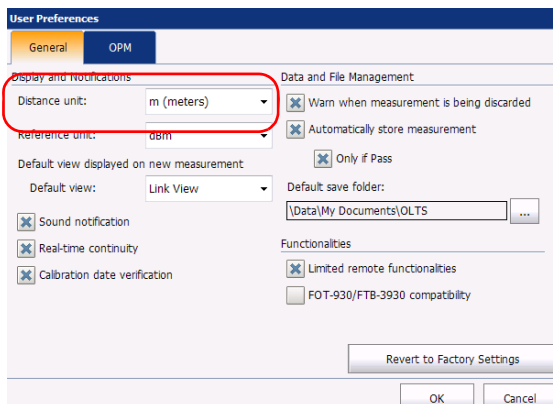 User Preferences
General OPM
Display and Notifications
Distance unit: m (meters)
Reference unit: dBm
Default view displayed on new measurement
Default view: Link View
Sound notification
Real-time continuity
Calibration date verification
Data and File Management
Warn when measurement is being discarded
Automatically store measurement
Only if Pass
Default save folder:
\Data\My Documents\OLTS ...
Functionalities
Limited remote functionalities
FOT-930/FTB-3930 compatibility
Revert to Factory Settings
OK Cancel